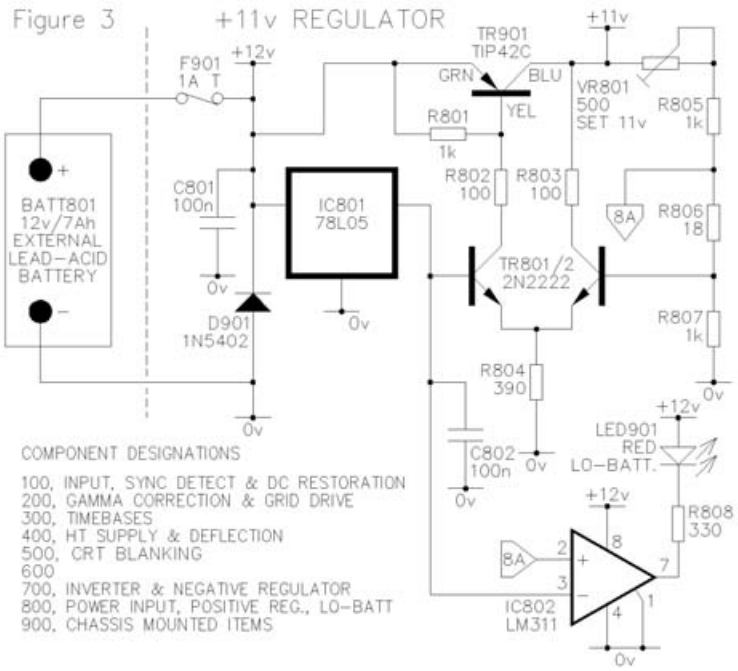 Figure 3
+11v REGULATOR
F901
1A T
+12v
TR901
TIP42C
GRN
BLU
YEL
+11v
VR801
500
SET 11v
R805
1k
R801
1k
BATT801
12v/7Ah
EXTERNAL
LEAD-ACID
BATTERY
+
-
C801
100n
0v
IC801
78L05
0v
R802
100
R803
100
8A
R806
18
TR801/2
2N2222
D901
1N5402
0v
R807
1k
0v
R804
390
0v
C802
100n
0v
+12v
LED901
RED
LO-BATT.
R808
330
+12v
8A
2
+
3
-
8
7
4
1
IC802
LM311
0v
COMPONENT DESIGNATIONS
100, INPUT, SYNC DETECT & DC RESTORATION
200, GAMMA CORRECTION & GRID DRIVE
300, TIMEBASES
400, HT SUPPLY & DEFLECTION
500, CRT BLANKING
600
700, INVERTER & NEGATIVE REGULATOR
800, POWER INPUT, POSITIVE REG., LO-BATT
900, CHASSIS MOUNTED ITEMS